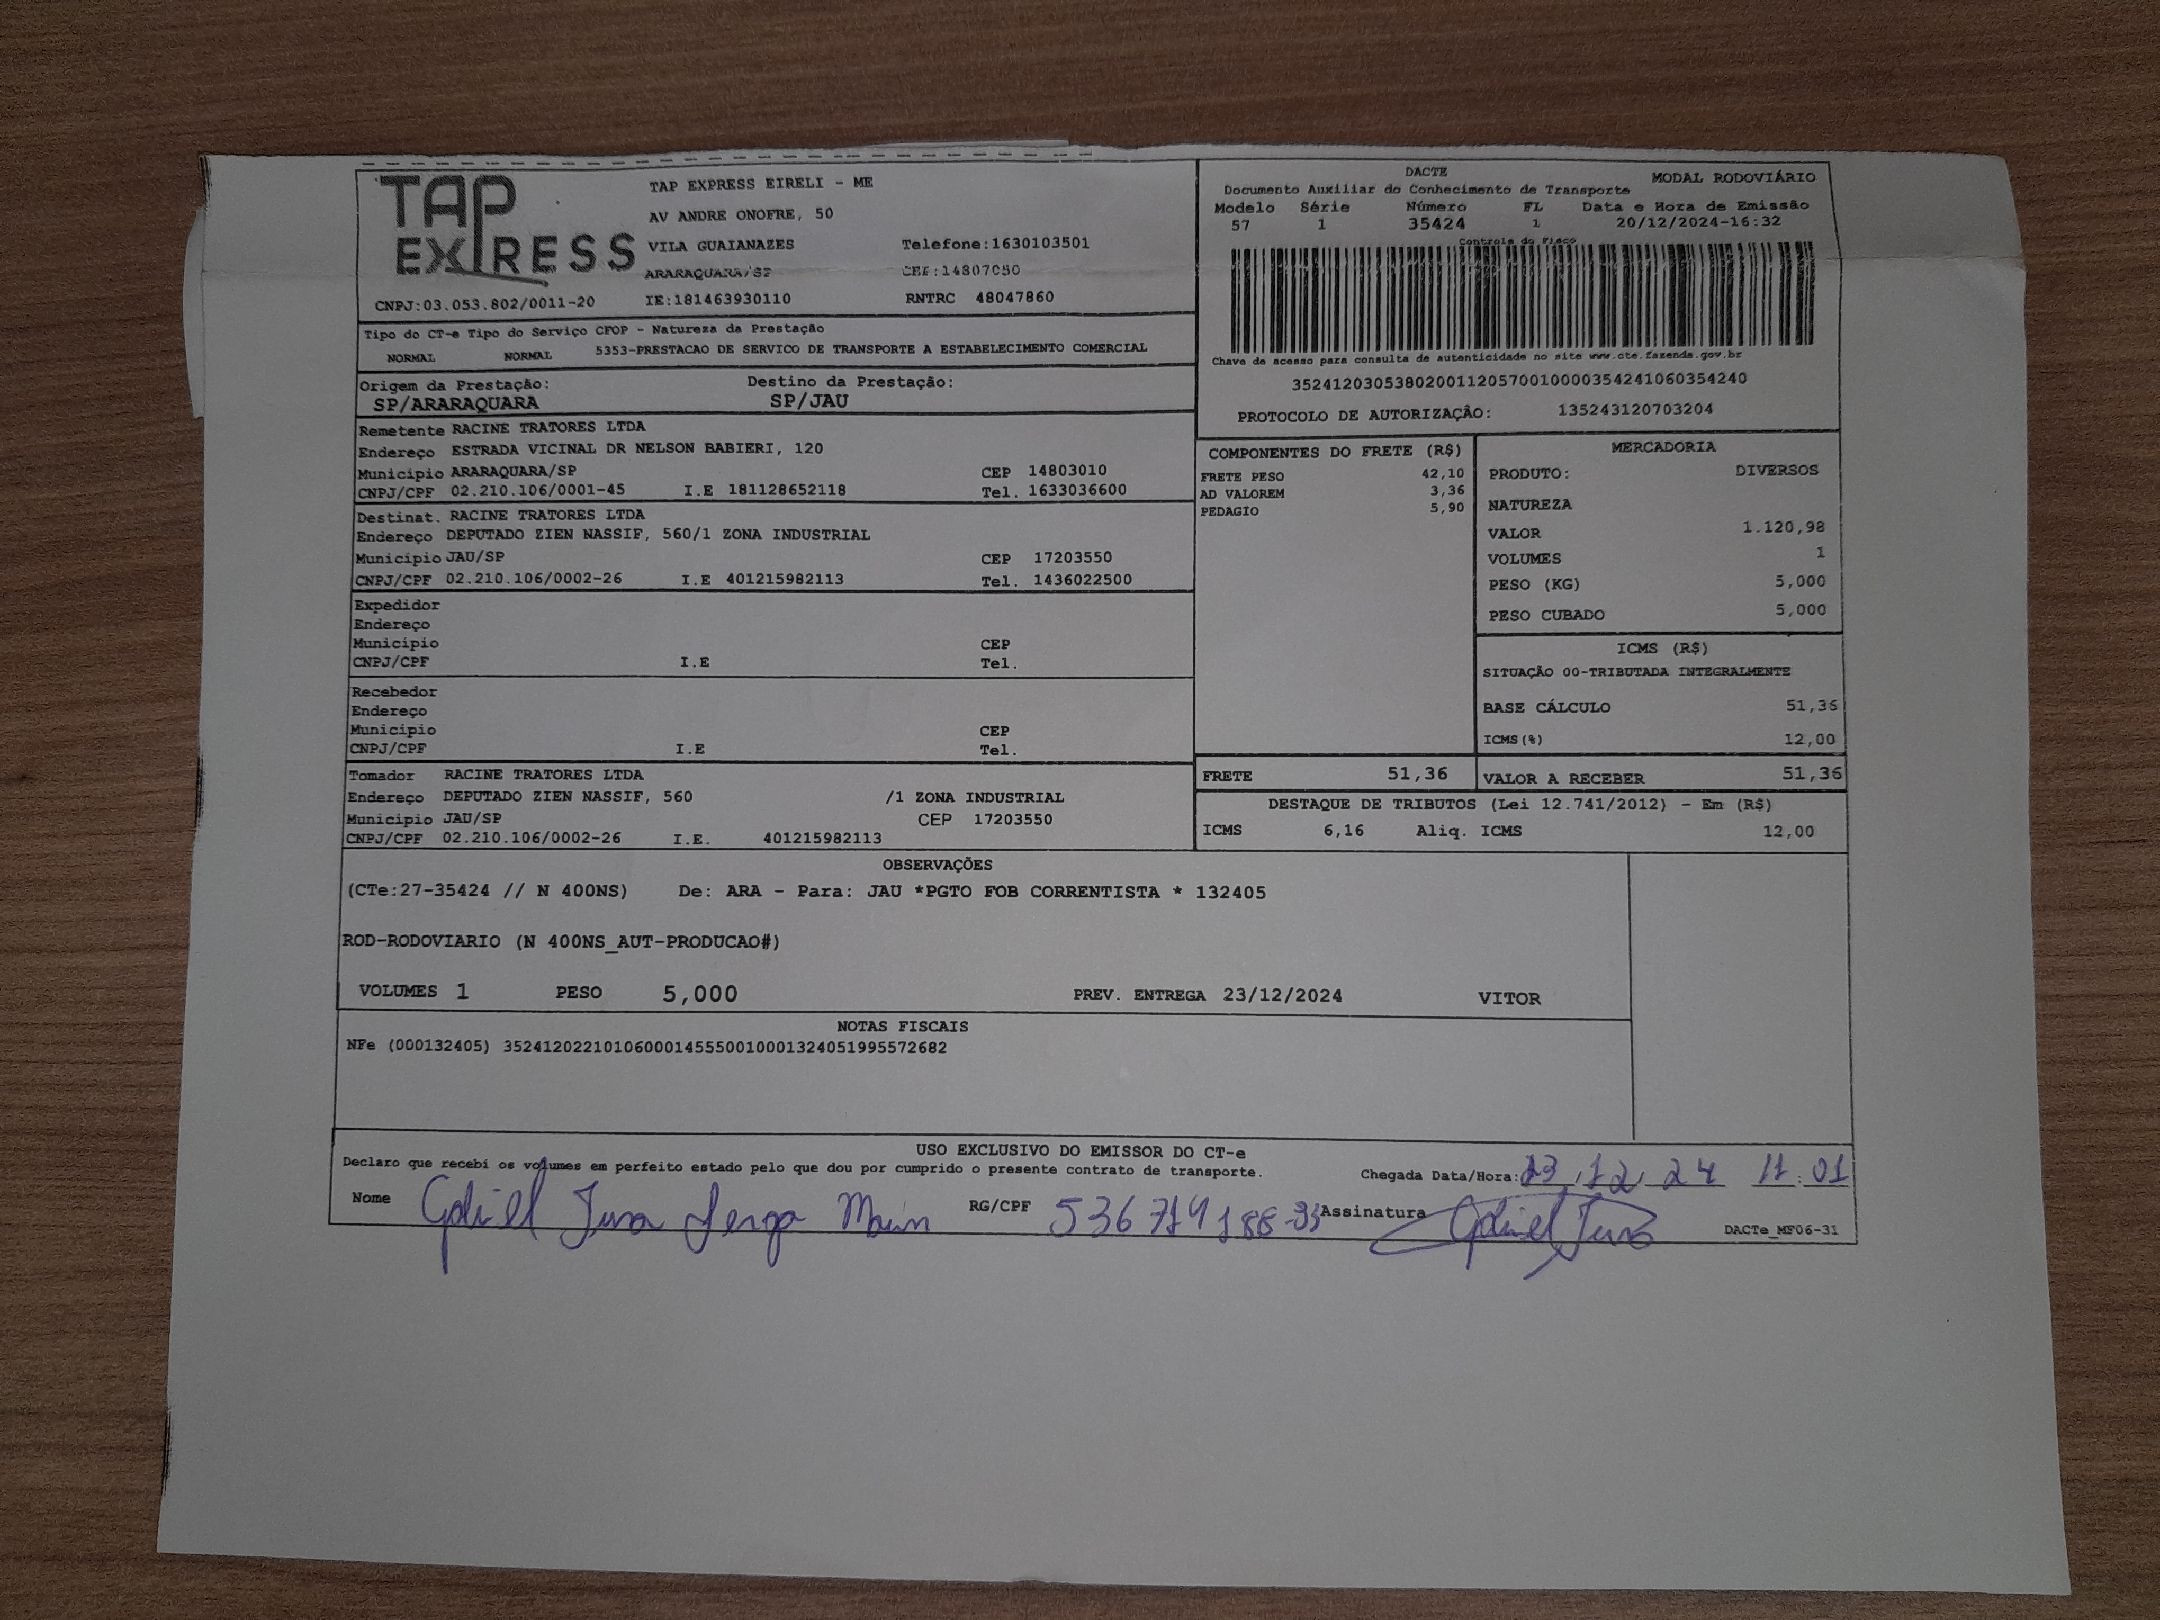 TAP EXPRESS
TAP EXPRESS EIRELI - ME
AV ANDRE ONOFRE, 50
VILA GUAIANAZES Telefone:1630103501
ARARAQUARA/SP CEP:14807050
CNPJ:03.053.802/0011-20 IE:181463930110 RNTRC 48047860
DACTE MODAL RODOVIÁRIO
Documento Auxiliar do Conhecimento de Transporte
Modelo Série Número FL Data e Hora de Emissão
57 1 35424 1 20/12/2024-16:32
Controle do Fisco
Chave de acesso para consulta de autenticidade no site www.cte.fazenda.gov.br
35241203053802001120570010000354241060354240
PROTOCOLO DE AUTORIZAÇÃO: 135243120703204
Tipo do CT-e Tipo do Serviço CFOP - Natureza da Prestação
NORMAL NORMAL 5353-PRESTACAO DE SERVICO DE TRANSPORTE A ESTABELECIMENTO COMERCIAL
Origem da Prestação: Destino da Prestação:
SP/ARARAQUARA SP/JAU
Remetente RACINE TRATORES LTDA
Endereço ESTRADA VICINAL DR NELSON BABIERI, 120
Município ARARAQUARA/SP CEP 14803010
CNPJ/CPF 02.210.106/0001-45 I.E 181128652118 Tel. 1633036600
Destinat. RACINE TRATORES LTDA
Endereço DEPUTADO ZIEN NASSIF, 560/1 ZONA INDUSTRIAL
Município JAU/SP CEP 17203550
CNPJ/CPF 02.210.106/0002-26 I.E 401215982113 Tel. 1436022500
Expedidor
Endereço
Município CEP
CNPJ/CPF I.E Tel.
Recebedor
Endereço
Município CEP
CNPJ/CPF I.E Tel.
Tomador RACINE TRATORES LTDA
Endereço DEPUTADO ZIEN NASSIF, 560 /1 ZONA INDUSTRIAL
Município JAU/SP CEP 17203550
CNPJ/CPF 02.210.106/0002-26 I.E. 401215982113
COMPONENTES DO FRETE (R$)
FRETE PESO 42,10
AD VALOREM 3,36
PEDAGIO 5,90
MERCADORIA
PRODUTO: DIVERSOS
NATUREZA
VALOR 1.120,98
VOLUMES 1
PESO (KG) 5,000
PESO CUBADO 5,000
ICMS (R$)
SITUAÇÃO 00-TRIBUTADA INTEGRALMENTE
BASE CÁLCULO 51,36
ICMS(%) 12,00
FRETE 51,36 VALOR A RECEBER 51,36
DESTAQUE DE TRIBUTOS (Lei 12.741/2012) - Em (R$)
ICMS 6,16 Aliq. ICMS 12,00
OBSERVAÇÕES
(CTe:27-35424 // N 400NS) De: ARA - Para: JAU *PGTO FOB CORRENTISTA * 132405
ROD-RODOVIARIO (N 400NS_AUT-PRODUCAO#)
VOLUMES 1 PESO 5,000 PREV. ENTREGA 23/12/2024 VITOR
NOTAS FISCAIS
NFe (000132405) 35241202210106000145550010001324051995572682
USO EXCLUSIVO DO EMISSOR DO CT-e
Declaro que recebi os volumes em perfeito estado pelo que dou por cumprido o presente contrato de transporte. Chegada Data/Hora: 23 12 24 11:01
Nome RG/CPF Assinatura
DACTe_MF06-31